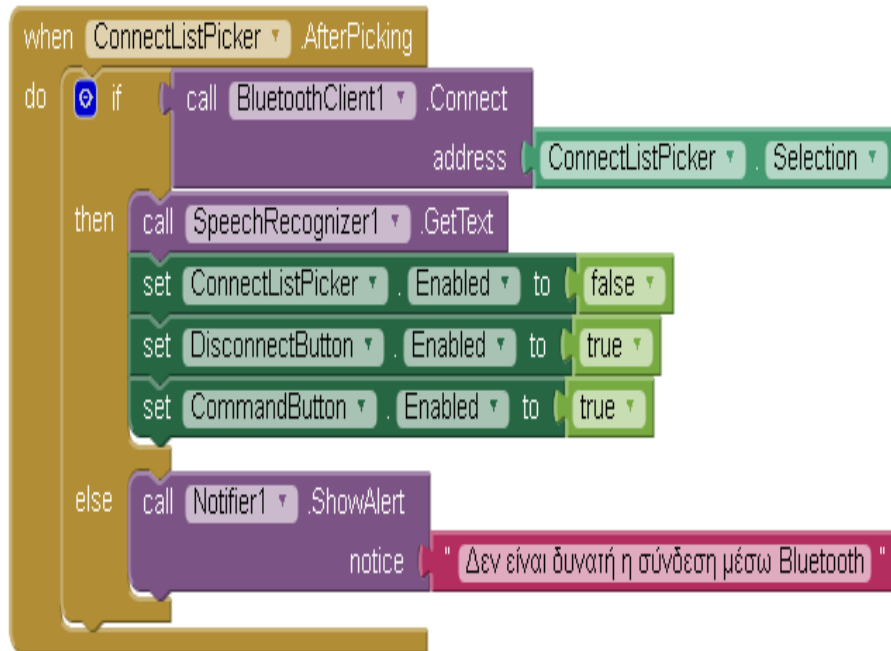 when ConnectListPicker .AfterPicking
do if call BluetoothClient1 .Connect
address ConnectListPicker . Selection
then call SpeechRecognizer1 .GetText
set ConnectListPicker . Enabled to false
set DisconnectButton . Enabled to true
set CommandButton . Enabled to true
else call Notifier1 .ShowAlert
notice " Δεν είναι δυνατή η σύνδεση μέσω Bluetooth "